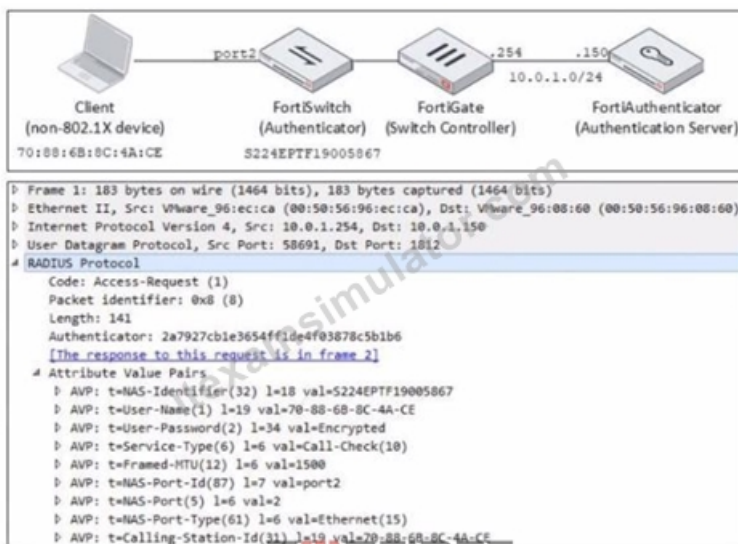 port2
.254
.150
10.0.1.0/24
Client
(non-802.1X device)
70:88:6B:8C:4A:CE
FortiSwitch
(Authenticator)
S224EPTF19005867
FortiGate
(Switch Controller)
FortiAuthenticator
(Authentication Server)
Frame 1: 183 bytes on wire (1464 bits), 183 bytes captured (1464 bits)
Ethernet II, Src: VMware_96:ec:ca (00:50:56:96:ec:ca), Dst: VMware_96:08:60 (00:50:56:96:08:60)
Internet Protocol Version 4, Src: 10.0.1.254, Dst: 10.0.1.150
User Datagram Protocol, Src Port: 58691, Dst Port: 1812
RADIUS Protocol
Code: Access-Request (1)
Packet identifier: 0x8 (8)
Length: 141
Authenticator: 2a7927cb1e3654ff1de4f03878c5b1b6
[The response to this request is in frame 2]
Attribute Value Pairs
AVP: t=NAS-Identifier(32) l=18 val=S224EPTF19005867
AVP: t=User-Name(1) l=19 val=70-88-6B-8C-4A-CE
AVP: t=User-Password(2) l=34 val=Encrypted
AVP: t=Service-Type(6) l=6 val=Call-Check(10)
AVP: t=Framed-MTU(12) l=6 val=1500
AVP: t=NAS-Port-Id(87) l=7 val=port2
AVP: t=NAS-Port(5) l=6 val=2
AVP: t=NAS-Port-Type(61) l=6 val=Ethernet(15)
AVP: t=Calling-Station-Id(31) l=19 val=70-88-6B-8C-4A-CE
itexamsimulator.com